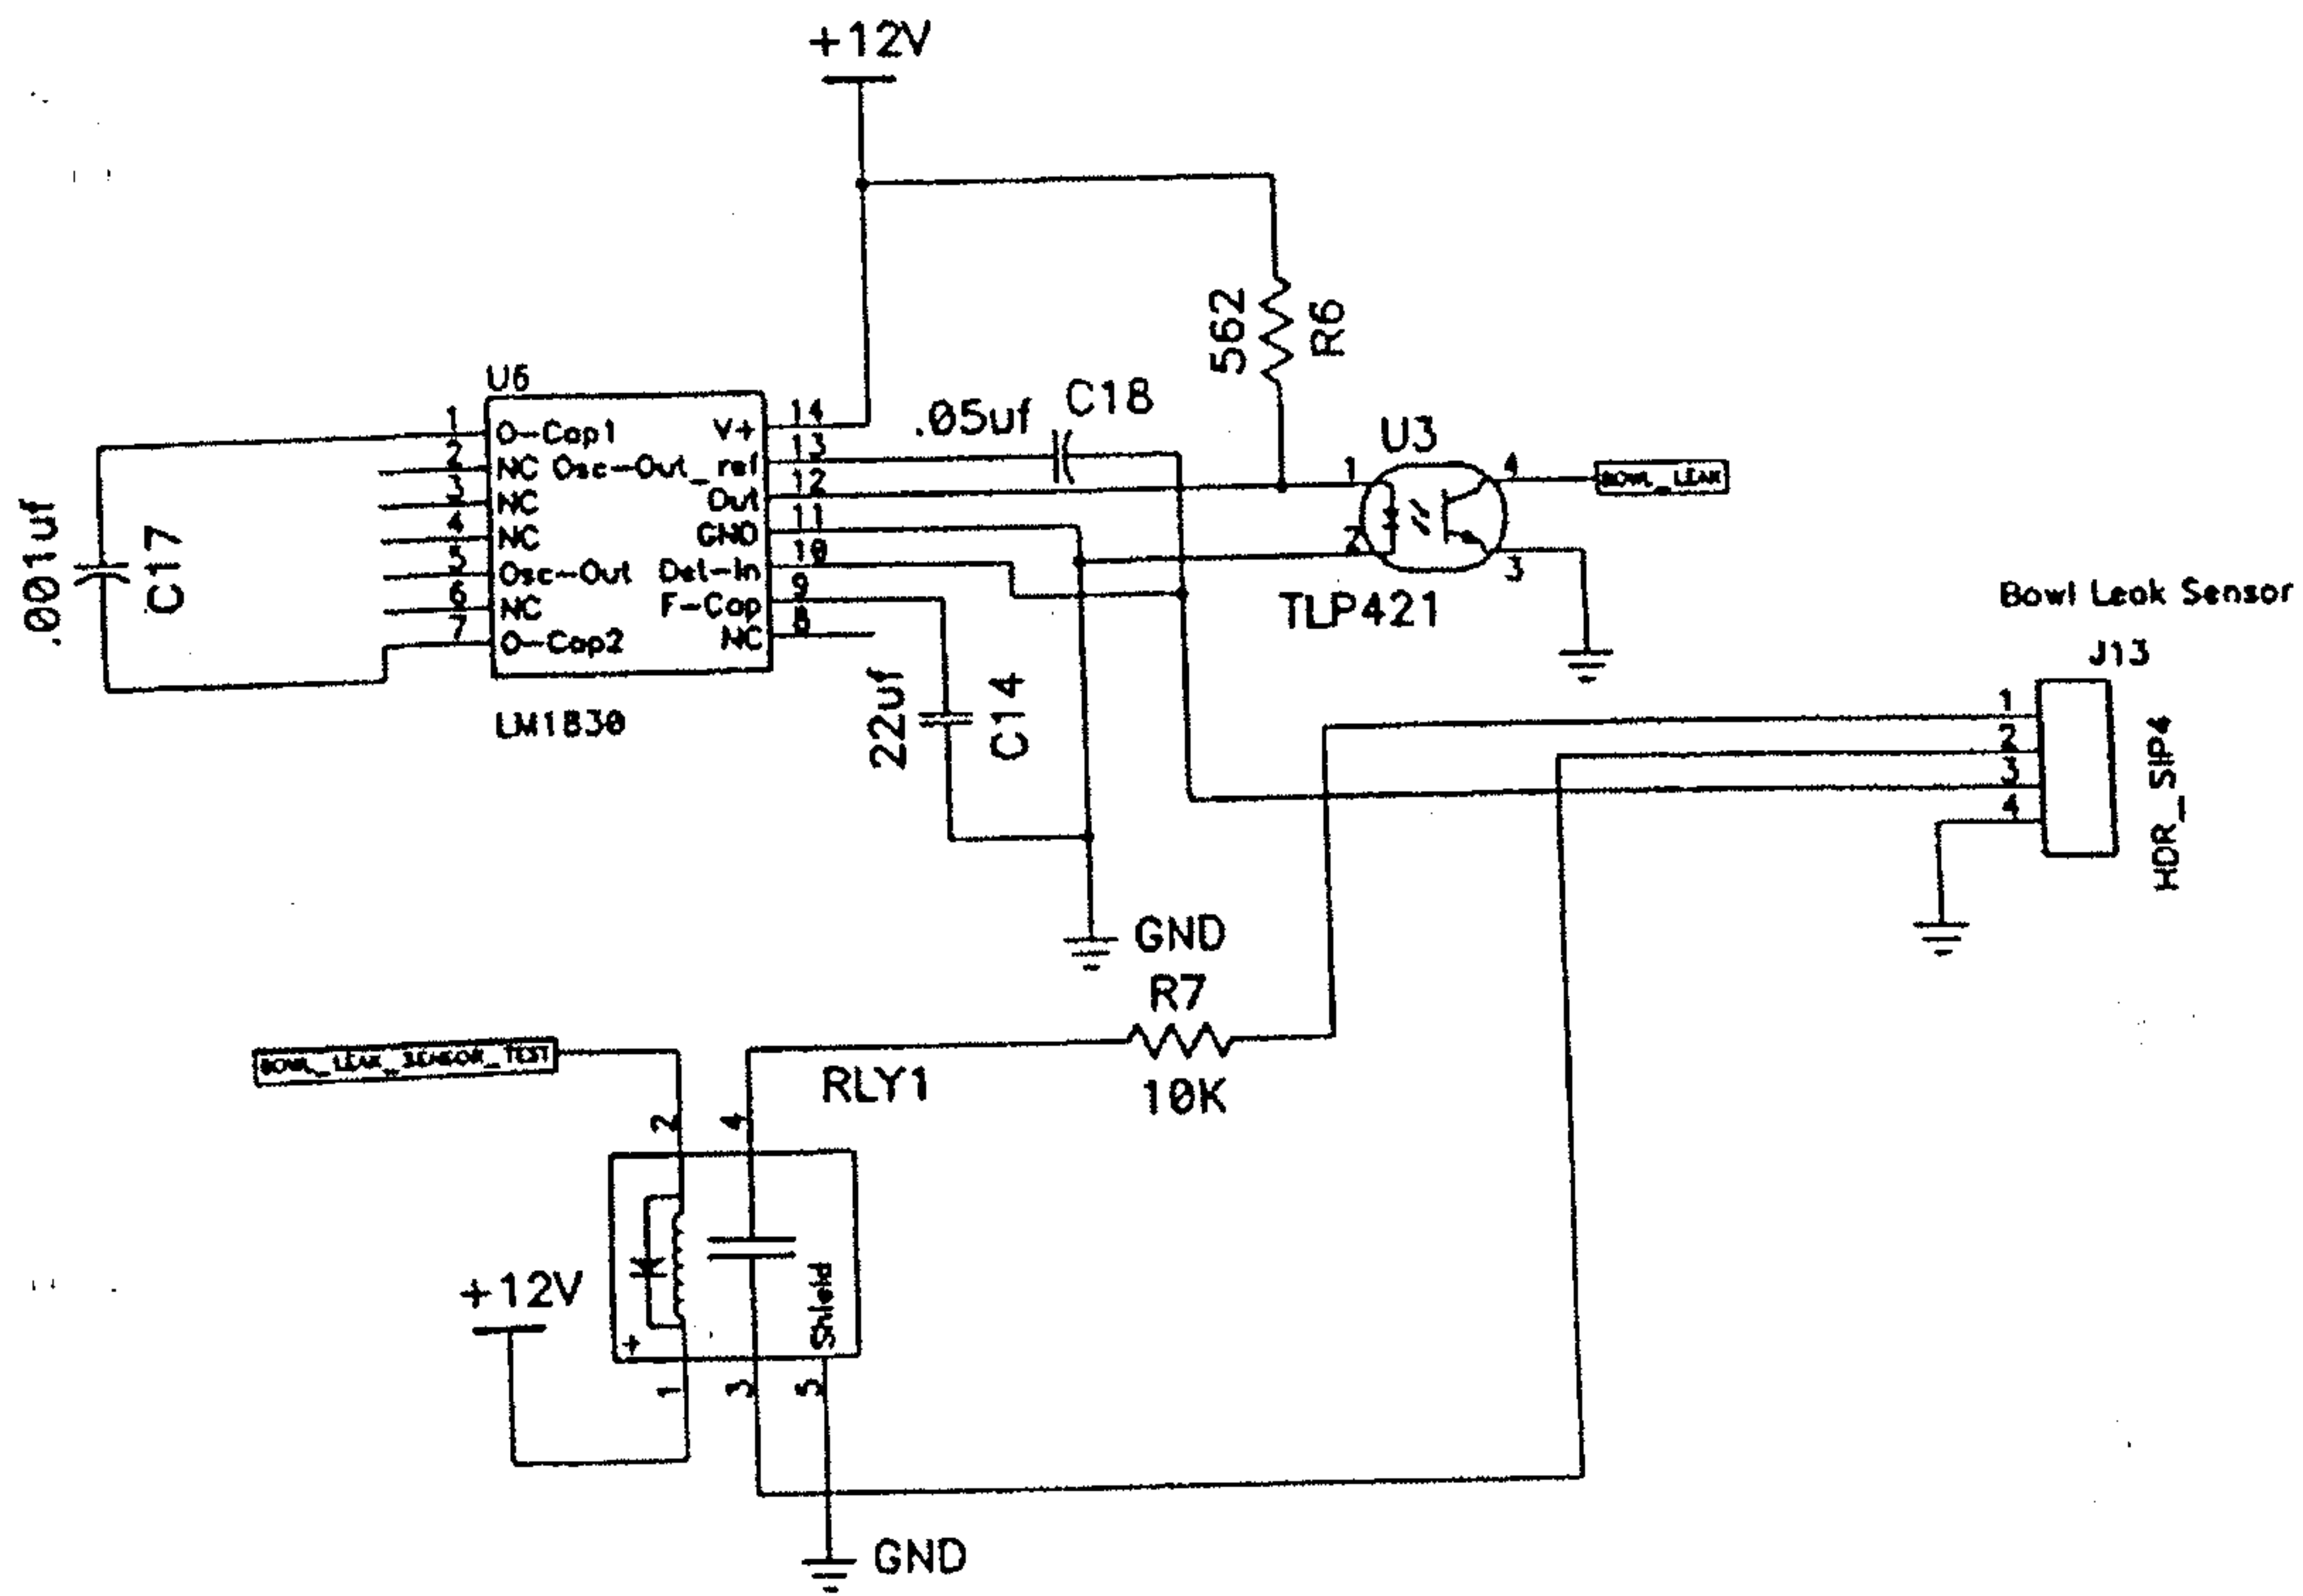 +12V
562
R6
U6
.05uf
C18
U3
1
O-Cap1
V+
14
2
NC
Osc-Out_ref
13
3
NC
Out
12
4
NC
GND
11
5
Osc-Out
Det-In
10
6
NC
F-Cap
9
7
O-Cap2
NC
8
LM1830
.001uf
C17
22uf
C14
1
2
4
3
BOWL_LEAK
TLP421
Bowl Leak Sensor
J13
1
2
3
4
HDR_SIP4
GND
R7
10K
BOWL_LEAK_SENSOR_TEST
RLY1
2
4
+12V
+
Shield
1
3
5
GND